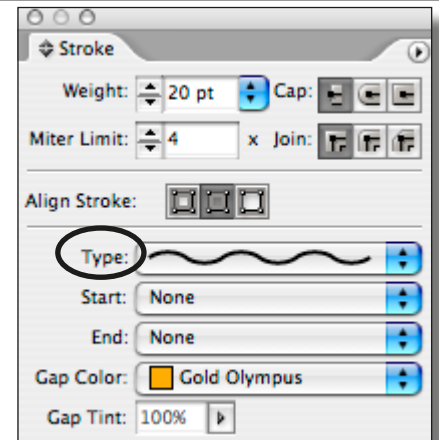 Stroke
Weight: 20 pt Cap:
Miter Limit: 4 x Join:
Align Stroke:
Type:
Start: None
End: None
Gap Color: Gold Olympus
Gap Tint: 100%